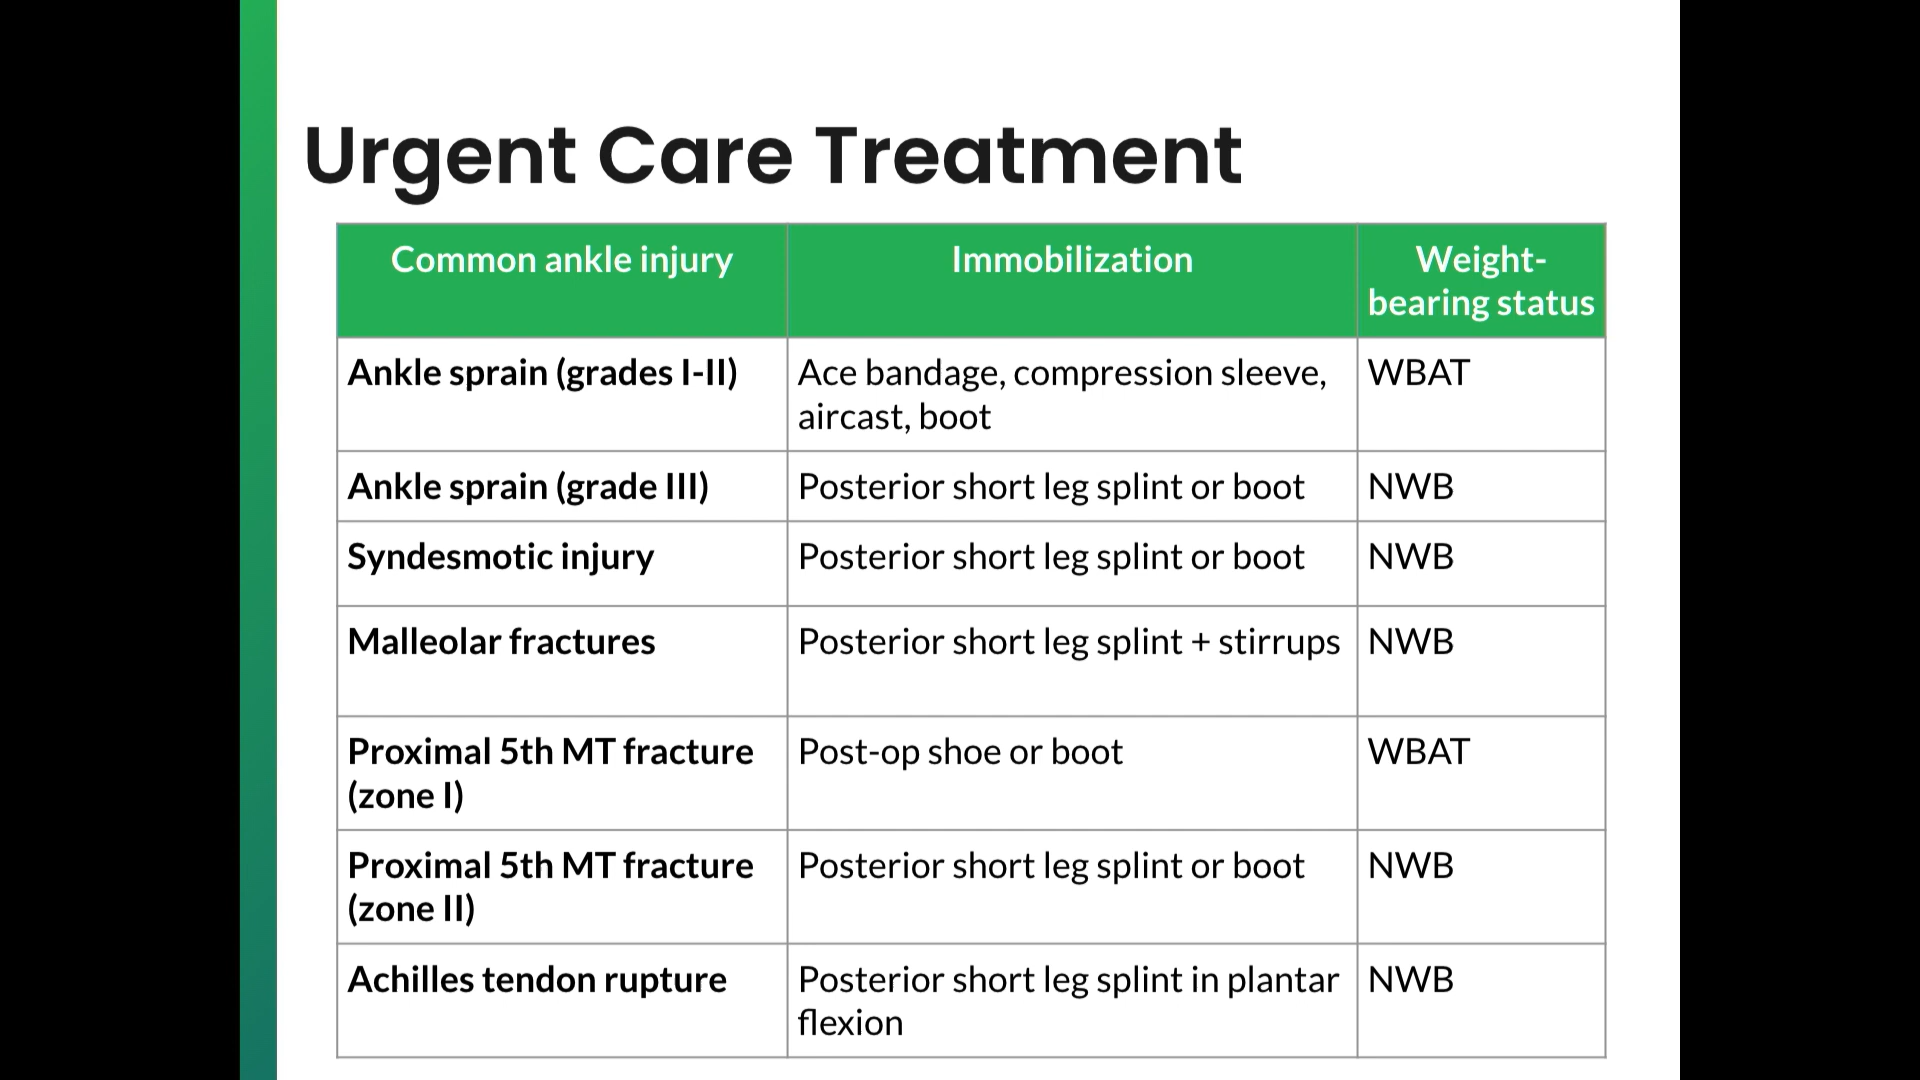 Urgent Care Treatment
Common ankle injury
Immobilization
Weight-
bearing status
Ankle sprain (grades I-II)
Ace bandage, compression sleeve,
aircast, boot
WBAT
Ankle sprain (grade III)
Posterior short leg splint or boot
NWB
Syndesmotic injury
Posterior short leg splint or boot
NWB
Malleolar fractures
Posterior short leg splint + stirrups
NWB
Proximal 5th MT fracture
(zone I)
Post-op shoe or boot
WBAT
Proximal 5th MT fracture
(zone II)
Posterior short leg splint or boot
NWB
Achilles tendon rupture
Posterior short leg splint in plantar
flexion
NWB